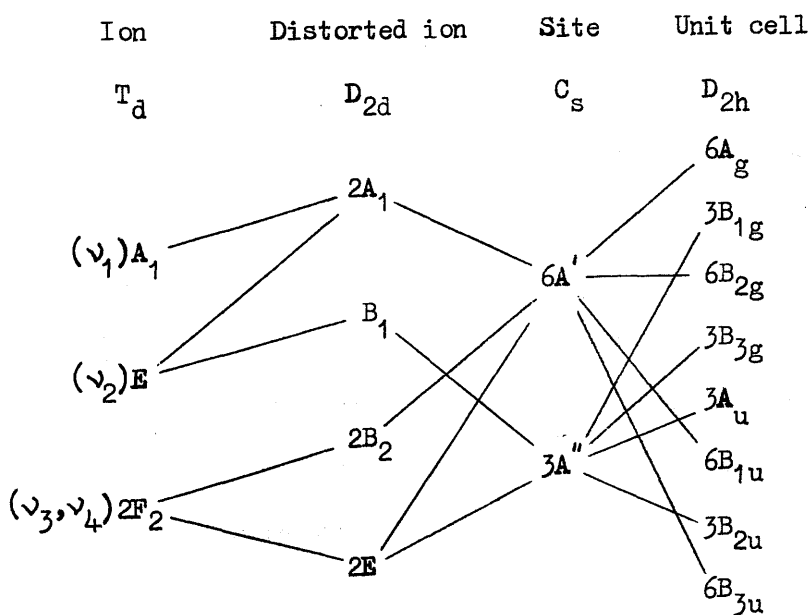 Ion Distorted ion Site Unit cell
T_d D_2d C_s D_2h
6A_g
2A_1
3B_1g
(ν_1)A_1
6A' 6B_2g
B_1
3B_3g
(ν_2)E
3A_u
2B_2
3A" 6B_1u
(ν_3,ν_4)2F_2
3B_2u
2E
6B_3u